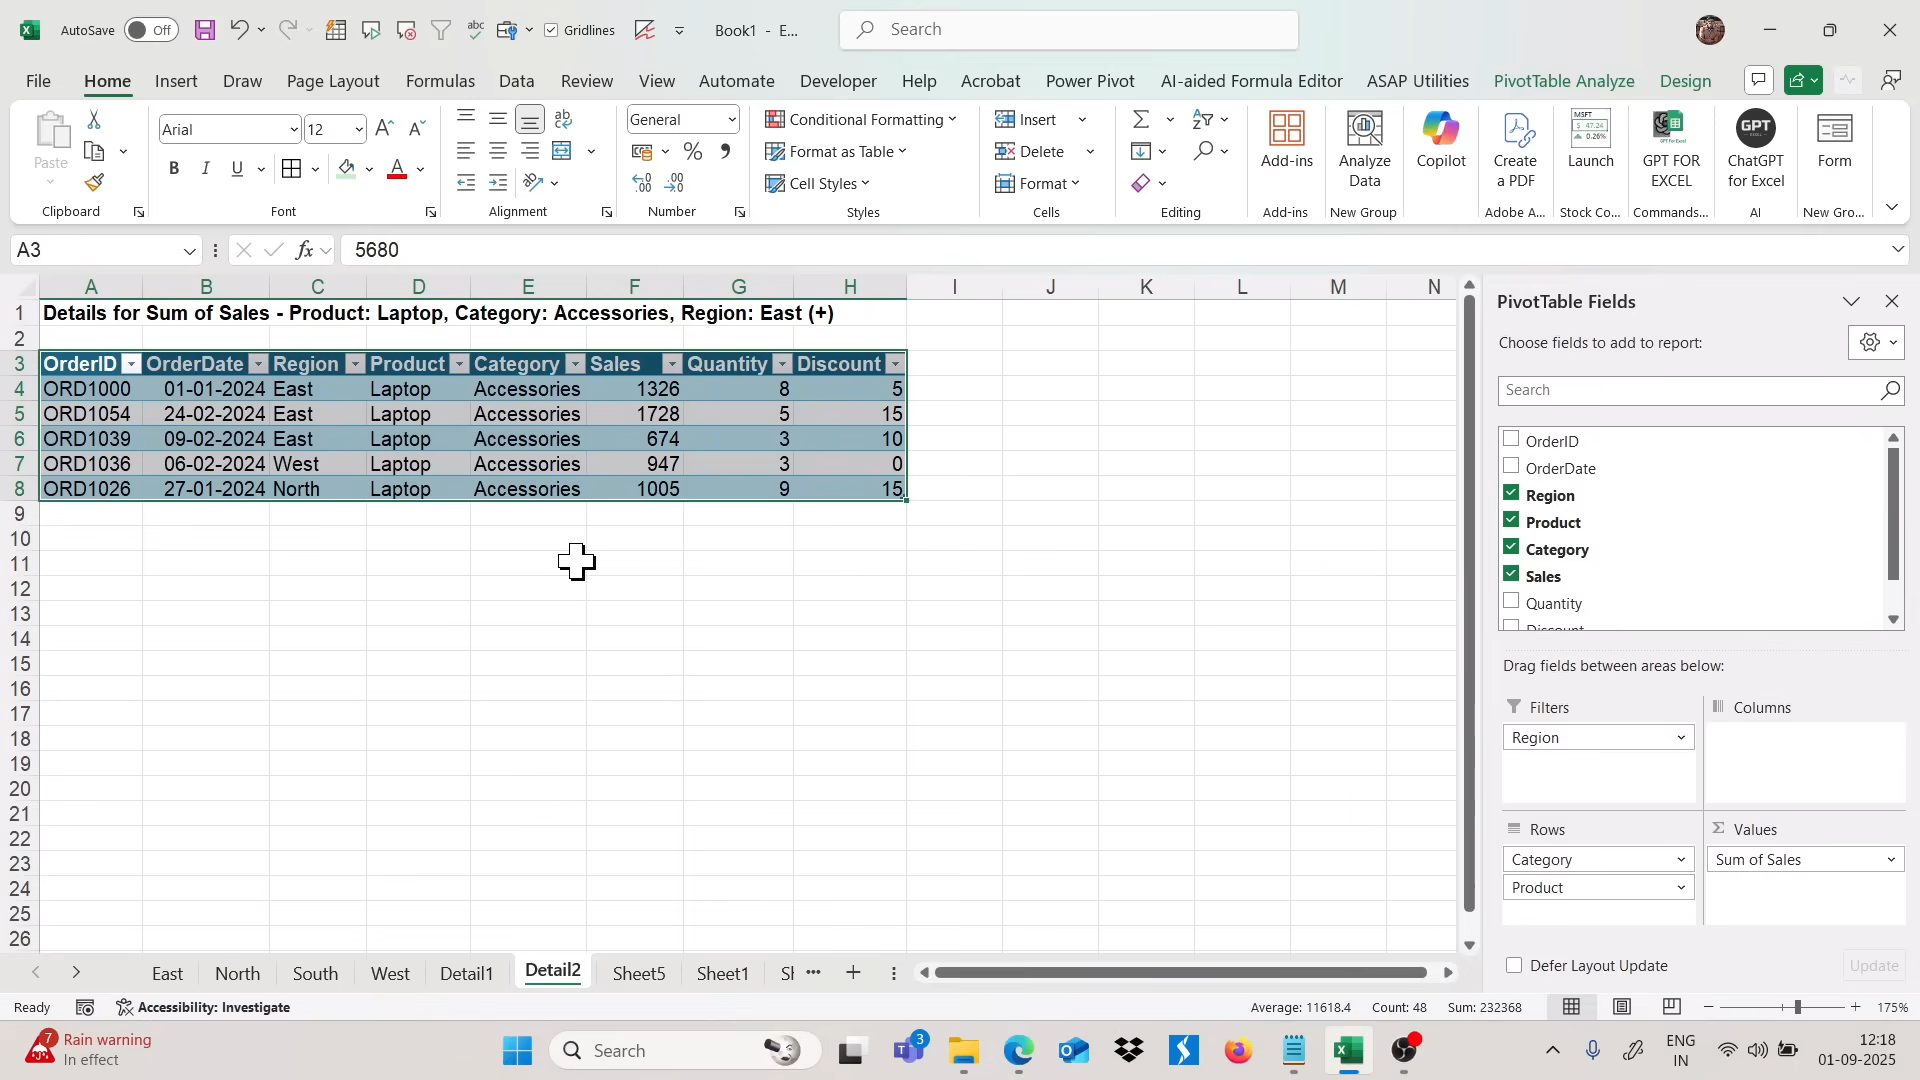 AutoSave Off Gridlines Book1 - E... Search
File Home Insert Draw Page Layout Formulas Data Review View Automate Developer Help Acrobat Power Pivot AI-aided Formula Editor ASAP Utilities PivotTable Analyze Design
Paste Arial 12 General Conditional Formatting Insert
Format as Table Delete
Cell Styles Format
Add-ins Analyze Data Copilot Create a PDF MSFT $ 47.24 0.26% Launch GPT FOR EXCEL GPT ChatGPT for Excel Form
Clipboard Font Alignment Number Styles Cells Editing Add-ins New Group Adobe A... Stock Co... Commands... AI New Gro...
A3 fx 5680
A B C D E F G H I J K L M N
1 Details for Sum of Sales - Product: Laptop, Category: Accessories, Region: East (+)
2
3 OrderID OrderDate Region Product Category Sales Quantity Discount
4 ORD1000 01-01-2024 East Laptop Accessories 1326 8 5
5 ORD1054 24-02-2024 East Laptop Accessories 1728 5 15
6 ORD1039 09-02-2024 East Laptop Accessories 674 3 10
7 ORD1036 06-02-2024 West Laptop Accessories 947 3 0
8 ORD1026 27-01-2024 North Laptop Accessories 1005 9 15
9
10
11
12
13
14
15
16
17
18
19
20
21
22
23
24
25
26
PivotTable Fields
Choose fields to add to report:
Search
OrderID
OrderDate
Region
Product
Category
Sales
Quantity
Discount
Drag fields between areas below:
Filters Columns
Region
Rows Values
Category Sum of Sales
Product
Defer Layout Update Update
East North South West Detail1 Detail2 Sheet5 Sheet1 Sh ...
Ready Accessibility: Investigate Average: 11618.4 Count: 48 Sum: 232368 175%
7 Rain warning
In effect
Search 3 ENG IN 12:18 01-09-2025